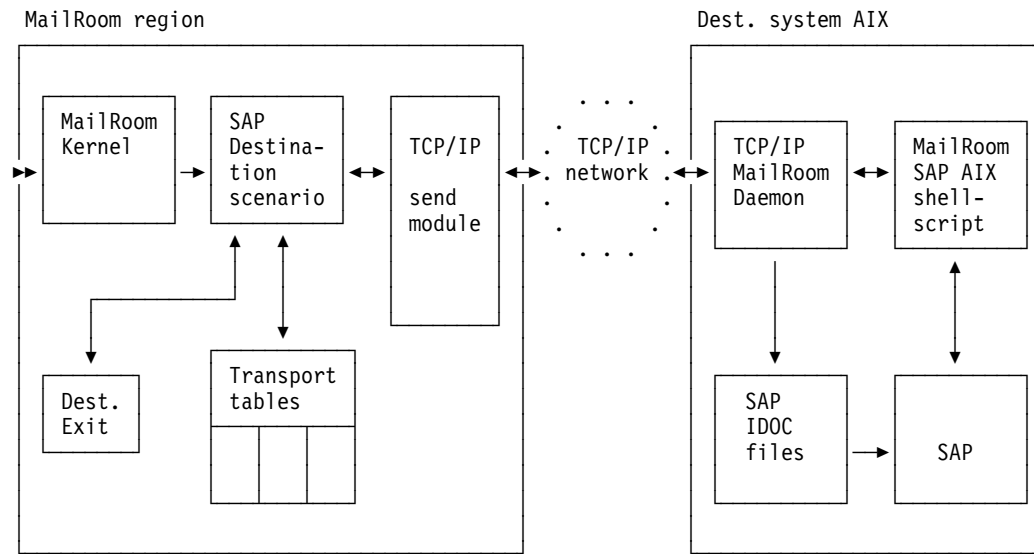 MailRoom region
Dest. system AIX
MailRoom
Kernel
SAP
Destina-
tion
scenario
TCP/IP
send
module
TCP/IP
network
TCP/IP
MailRoom
Daemon
MailRoom
SAP AIX
shell-
script
Dest.
Exit
Transport
tables
SAP
IDOC
files
SAP